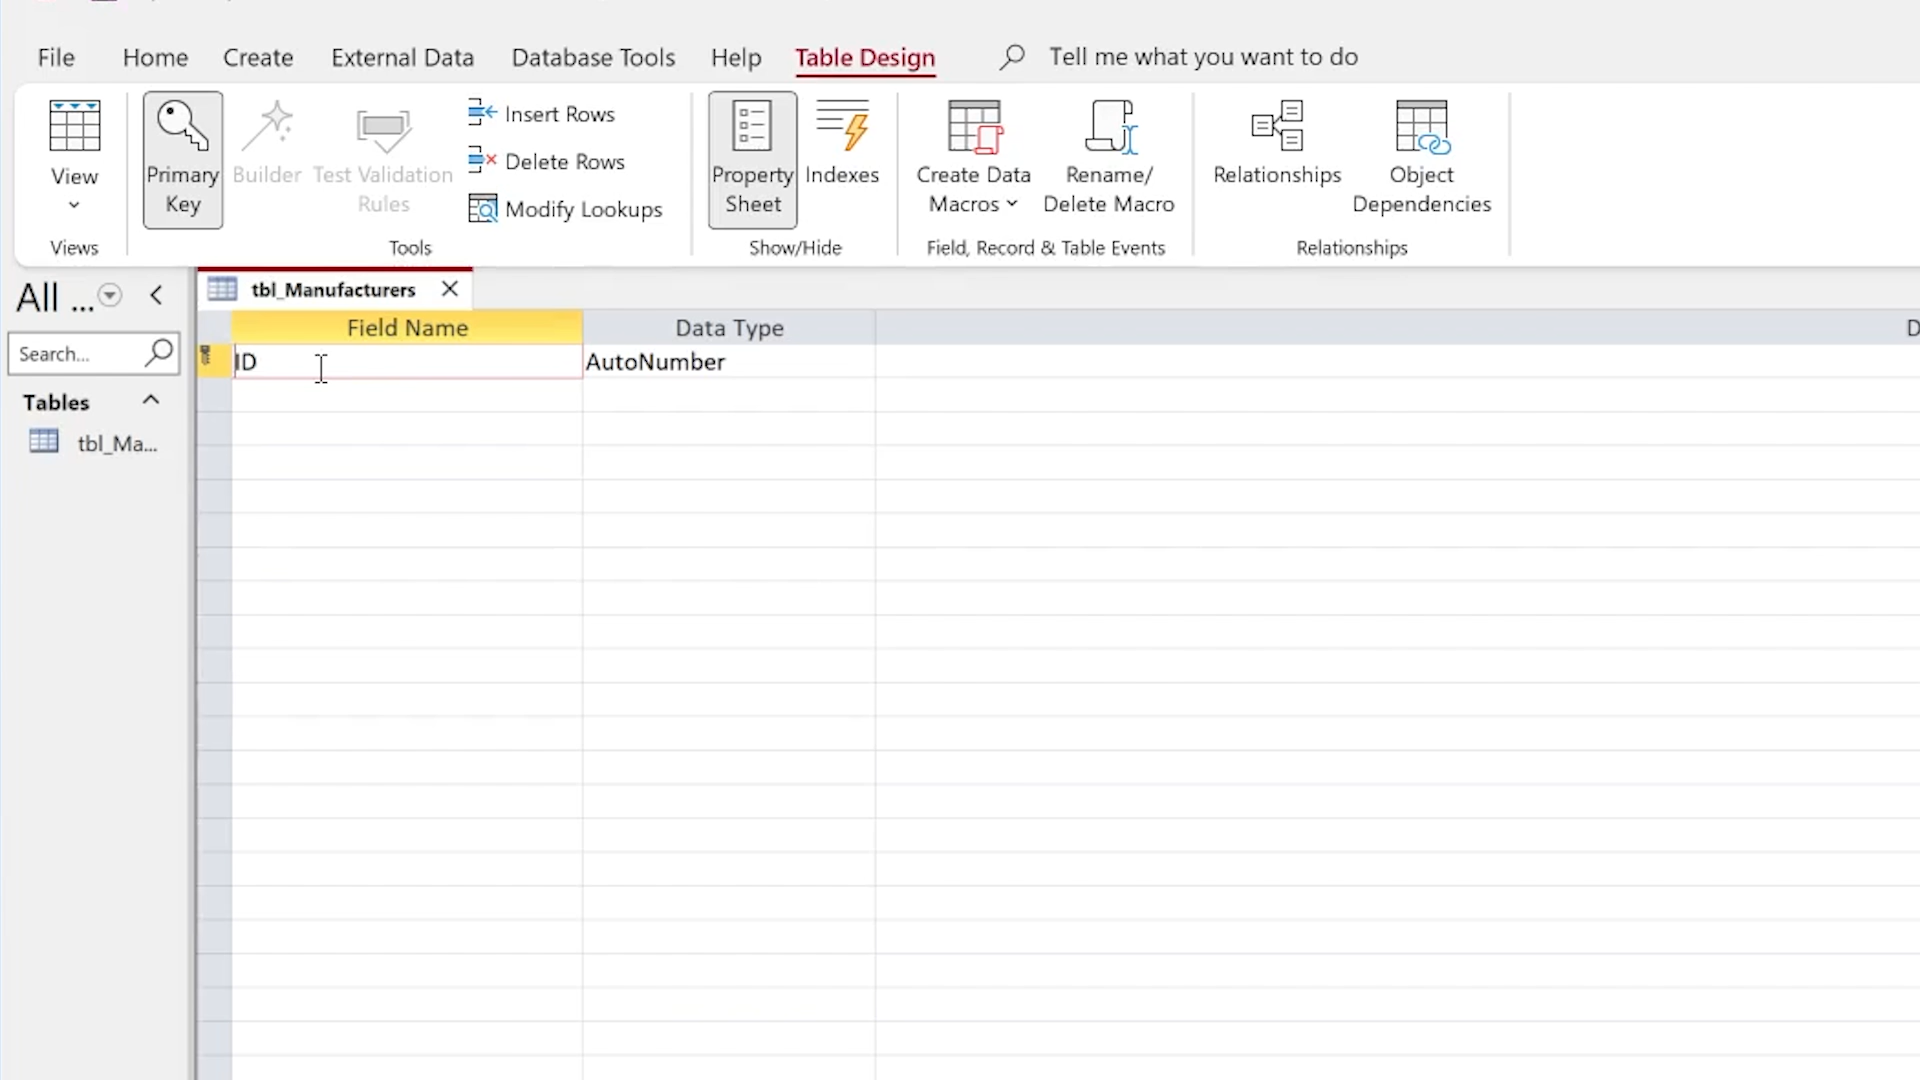 File Home Create External Data Database Tools Help Table Design Tell me what you want to do
View
Views
Primary
Key
Builder
Test Validation
Rules
Insert Rows
Delete Rows
Modify Lookups
Tools
Property
Sheet
Indexes
Show/Hide
Create Data
Macros
Rename/
Delete Macro
Field, Record & Table Events
Relationships
Object
Dependencies
Relationships
All ...
Search...
Tables
tbl_Ma...
tbl_Manufacturers
Field Name Data Type D
ID AutoNumber